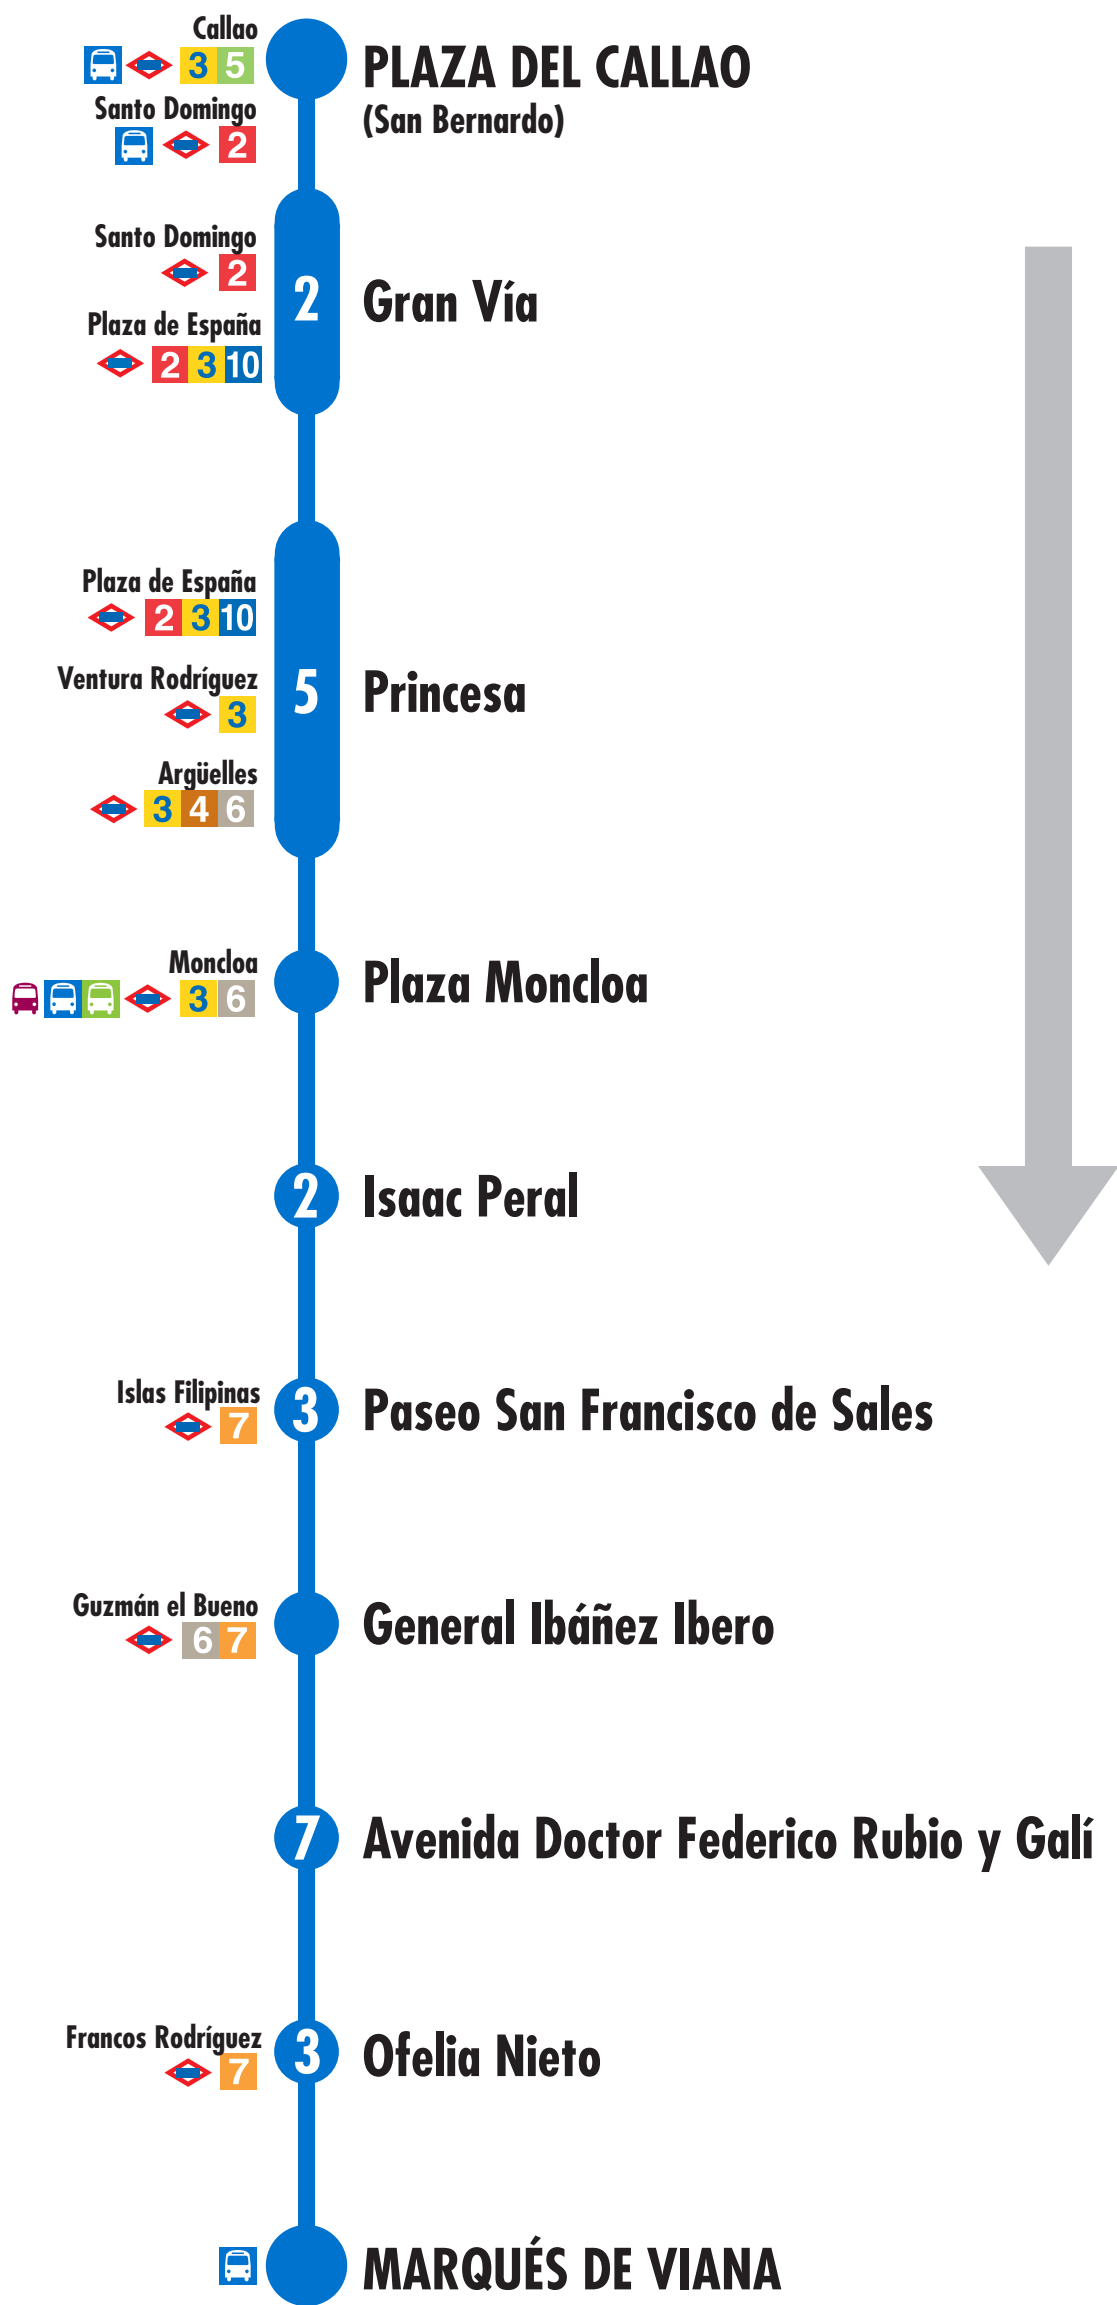 Callao
3 5
PLAZA DEL CALLAO
(San Bernardo)
Santo Domingo
2
Santo Domingo
2
2
Gran Vía
Plaza de España
2 3 10
Plaza de España
2 3 10
Ventura Rodríguez
3
5
Princesa
Argüelles
3 4 6
Moncloa
3 6
Plaza Moncloa
2
Isaac Peral
Islas Filipinas
7
3
Paseo San Francisco de Sales
Guzmán el Bueno
6 7
General Ibáñez Ibero
7
Avenida Doctor Federico Rubio y Galí
Francos Rodríguez
7
3
Ofelia Nieto
MARQUÉS DE VIANA